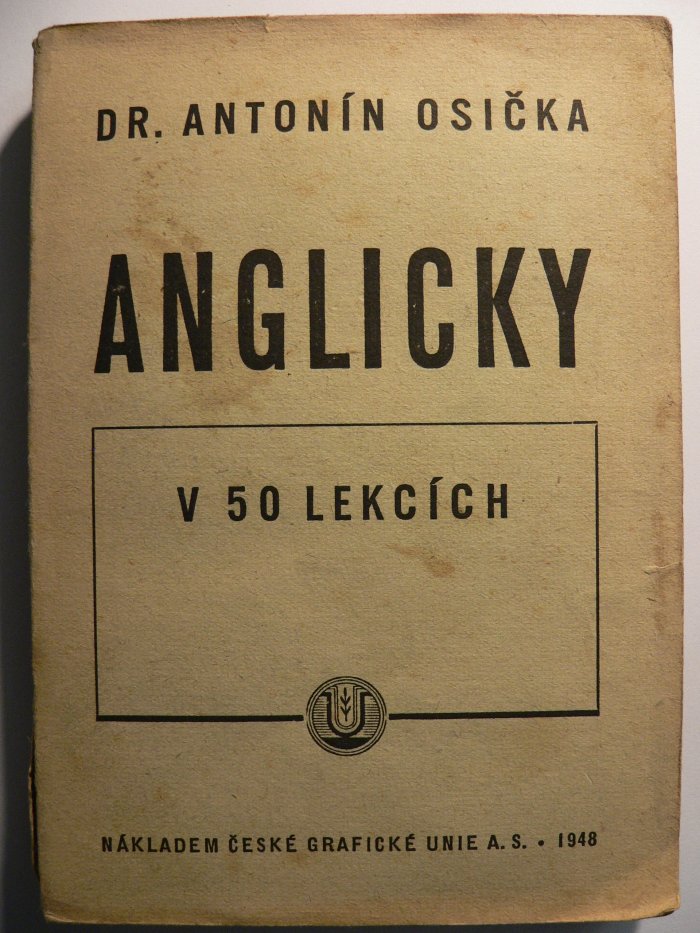 DR. ANTONÍN OSIČKA
ANGLICKY
V 50 LEKCÍCH
NÁKLADEM ČESKÉ GRAFICKÉ UNIE A. S. • 1948